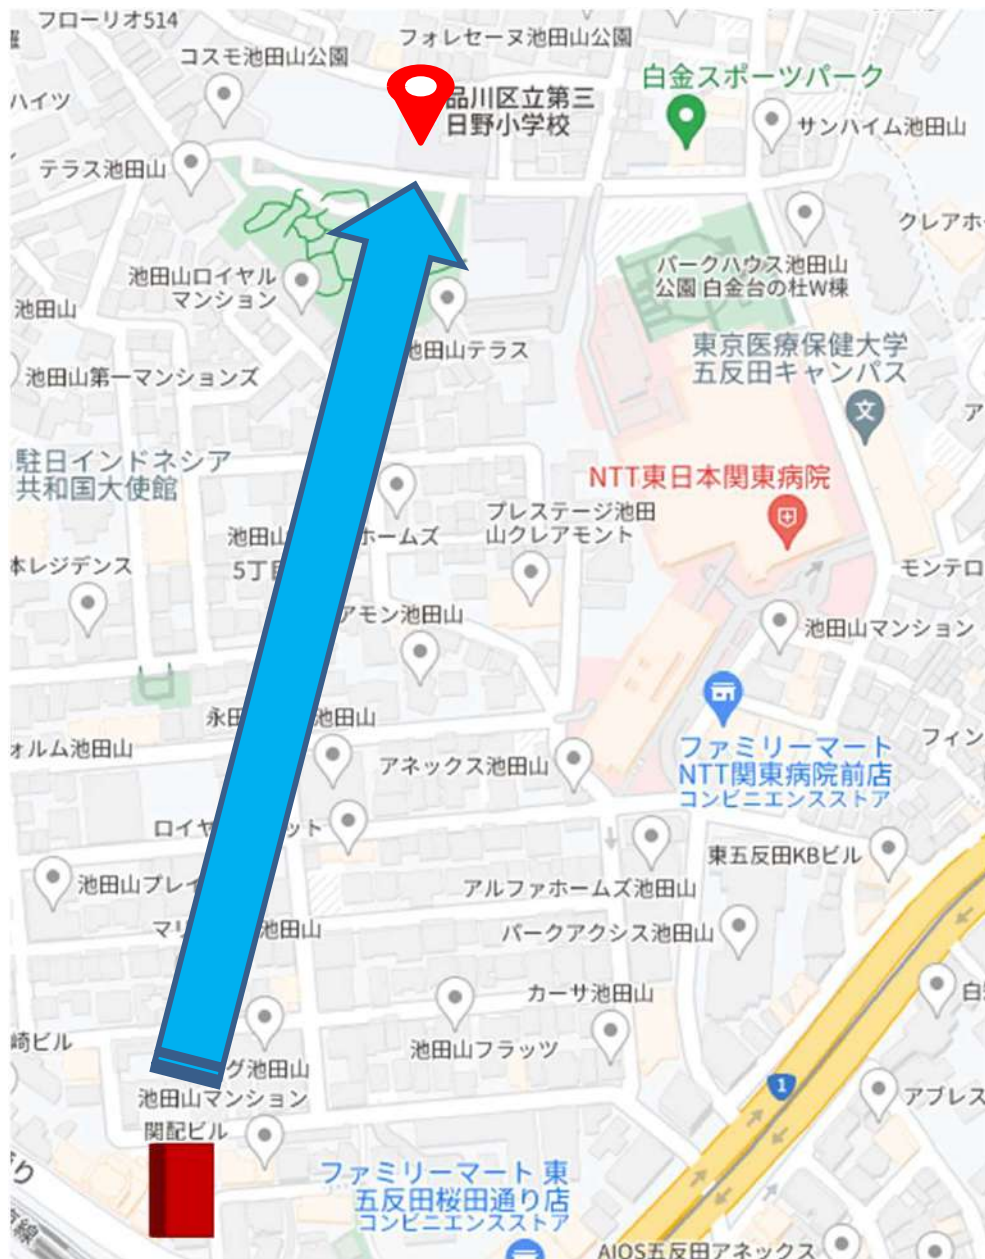 フローリオ514
コスモ池田山公園
フォレセーヌ池田山公園
ハイツ
品川区立第三
日野小学校
白金スポーツパーク
サンハイム池田山
テラス池田山
クレアホ
池田山ロイヤル
マンション
パークハウス池田山
公園 白金台の杜W棟
池田山
池田山テラス
東京医療保健大学
五反田キャンパス
文
池田山第一マンションズ
ア
駐日インドネシア
共和国大使館
NTT東日本関東病院
プレステージ池田
山クレアモント
池田山
ホームズ
5丁目
本レジデンス
モンテロ
アモン池田山
池田山マンション
永田
池田山
ォルム池田山
アネックス池田山
ファミリーマート
NTT関東病院前店
コンビニエンスストア
フィン
ロイヤ
ット
東五反田KBビル
池田山プレイ
アルファホームズ池田山
マリ
池田山
パークアクシス池田山
カーサ池田山
白
崎ビル
池田山フラッツ
グ池田山
1
アブレス
池田山マンション
関配ビル
り
ファミリーマート 東
五反田桜田通り店
コンビニエンスストア
線
AIOS五反田アネックス